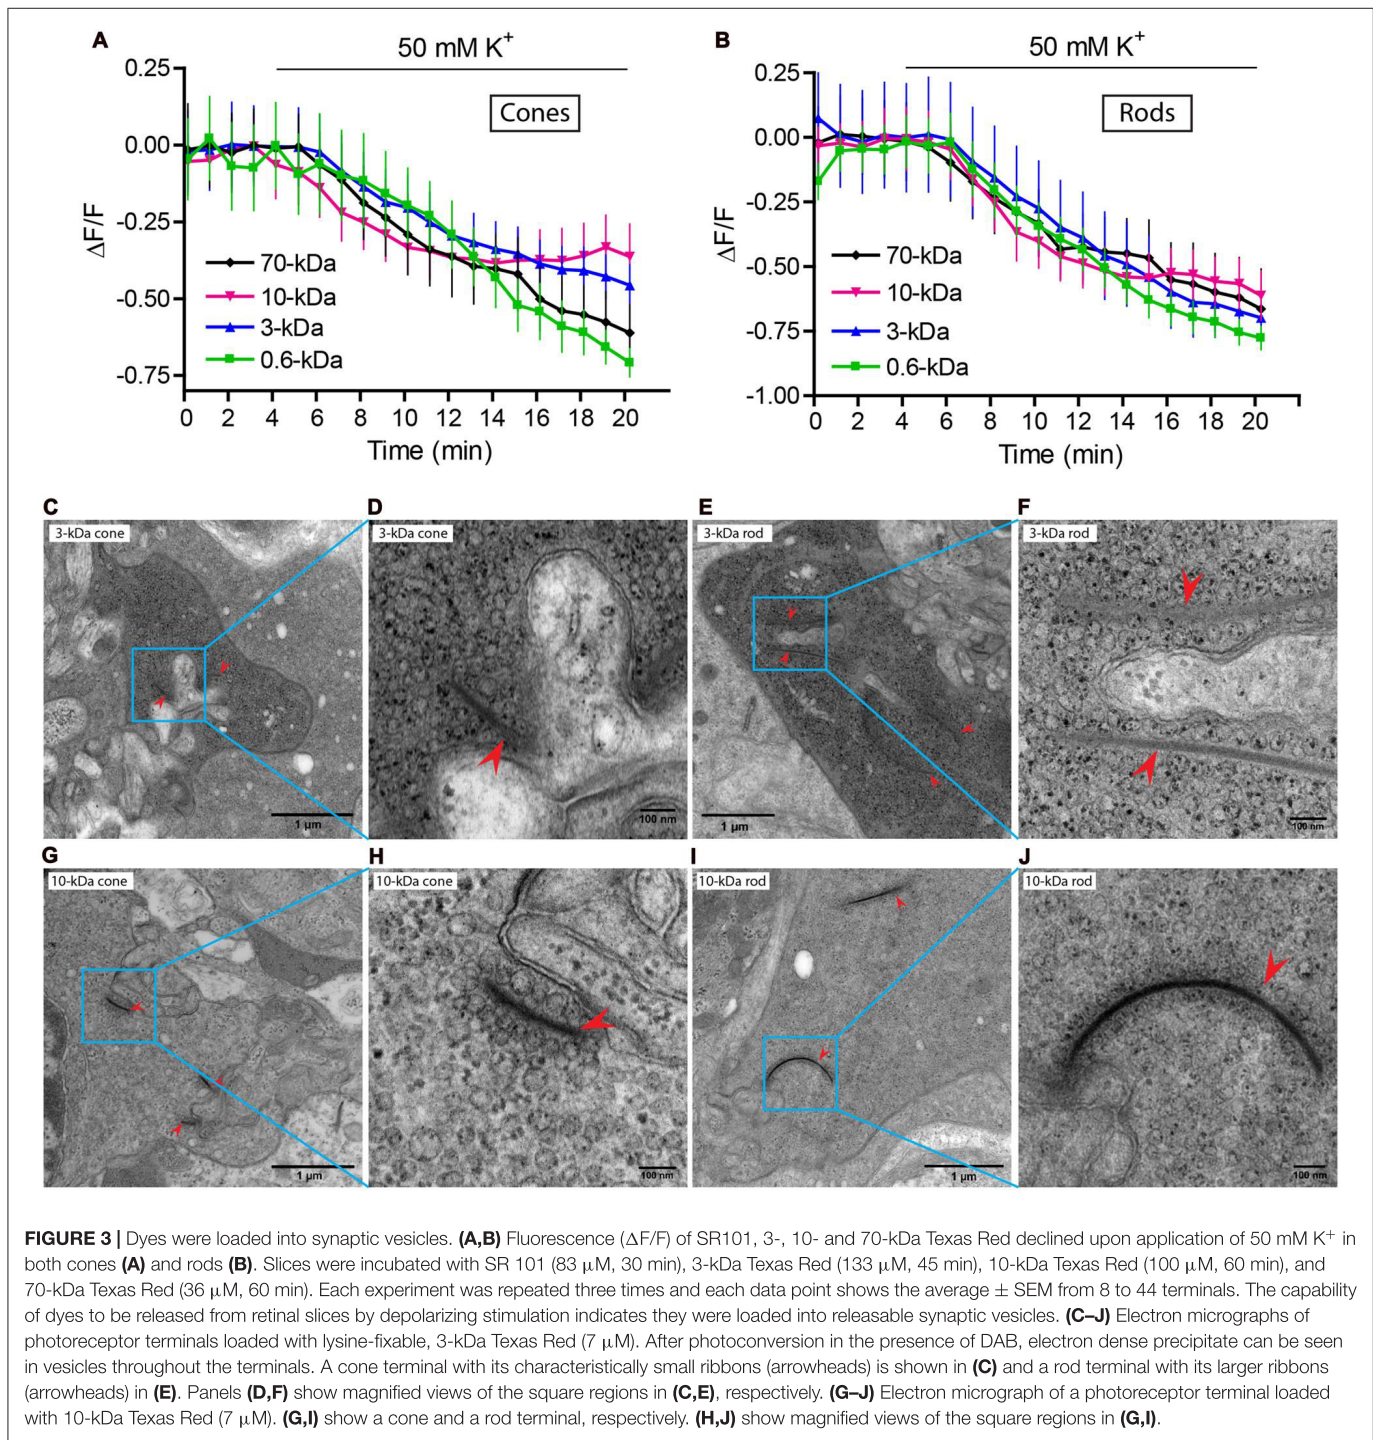 A
50 mM K+
0.25
0.00
-0.25
-0.50
-0.75
ΔF/F
Cones
70-kDa
10-kDa
3-kDa
0.6-kDa
0 2 4 6 8 10 12 14 16 18 20
Time (min)
B
50 mM K+
0.25
0.00
-0.25
-0.50
-0.75
-1.00
ΔF/F
Rods
70-kDa
10-kDa
3-kDa
0.6-kDa
0 2 4 6 8 10 12 14 16 18 20
Time (min)
C
3-kDa cone
1 µm
D
3-kDa cone
100 nm
E
3-kDa rod
1 µm
F
3-kDa rod
100 nm
G
10-kDa cone
1 µm
H
10-kDa cone
100 nm
I
10-kDa rod
1 µm
J
10-kDa rod
100 nm
FIGURE 3 | Dyes were loaded into synaptic vesicles. (A,B) Fluorescence (ΔF/F) of SR101, 3-, 10- and 70-kDa Texas Red declined upon application of 50 mM K+ in
both cones (A) and rods (B). Slices were incubated with SR 101 (83 µM, 30 min), 3-kDa Texas Red (133 µM, 45 min), 10-kDa Texas Red (100 µM, 60 min), and
70-kDa Texas Red (36 µM, 60 min). Each experiment was repeated three times and each data point shows the average ± SEM from 8 to 44 terminals. The capability
of dyes to be released from retinal slices by depolarizing stimulation indicates they were loaded into releasable synaptic vesicles. (C–J) Electron micrographs of
photoreceptor terminals loaded with lysine-fixable, 3-kDa Texas Red (7 µM). After photoconversion in the presence of DAB, electron dense precipitate can be seen
in vesicles throughout the terminals. A cone terminal with its characteristically small ribbons (arrowheads) is shown in (C) and a rod terminal with its larger ribbons
(arrowheads) in (E). Panels (D,F) show magnified views of the square regions in (C,E), respectively. (G–J) Electron micrograph of a photoreceptor terminal loaded
with 10-kDa Texas Red (7 µM). (G,I) show a cone and a rod terminal, respectively. (H,J) show magnified views of the square regions in (G,I).